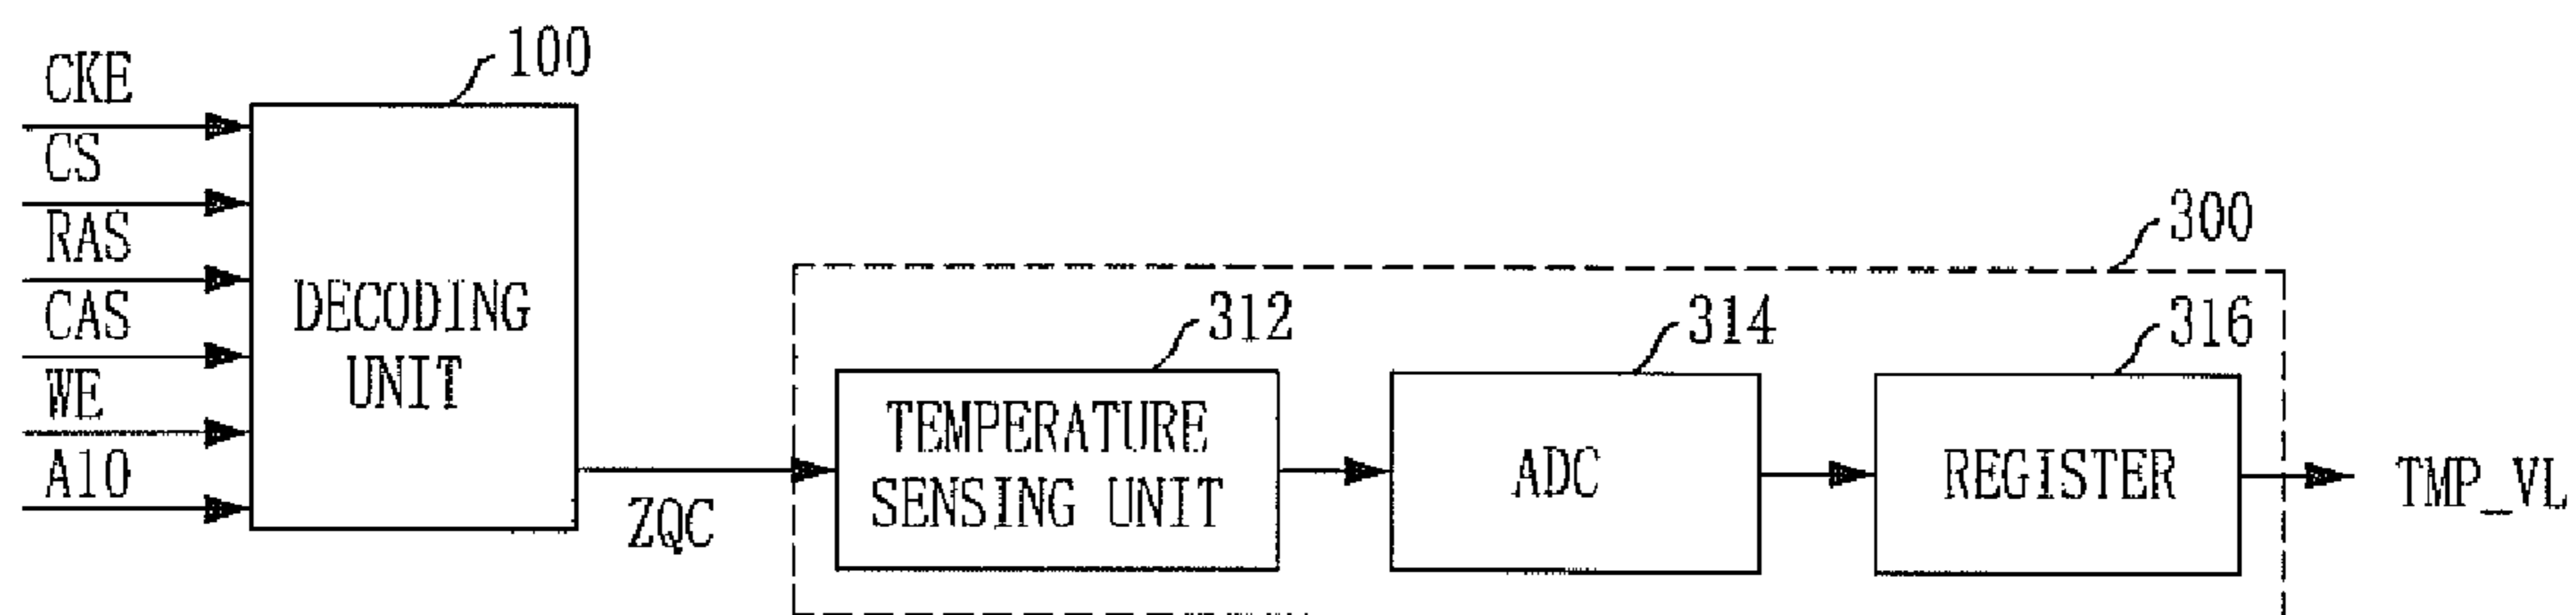 CKE
CS
RAS
CAS
WE
A10
100
DECODING
UNIT
ZQC
300
312
TEMPERATURE
SENSING UNIT
314
ADC
316
REGISTER
TMP_VL